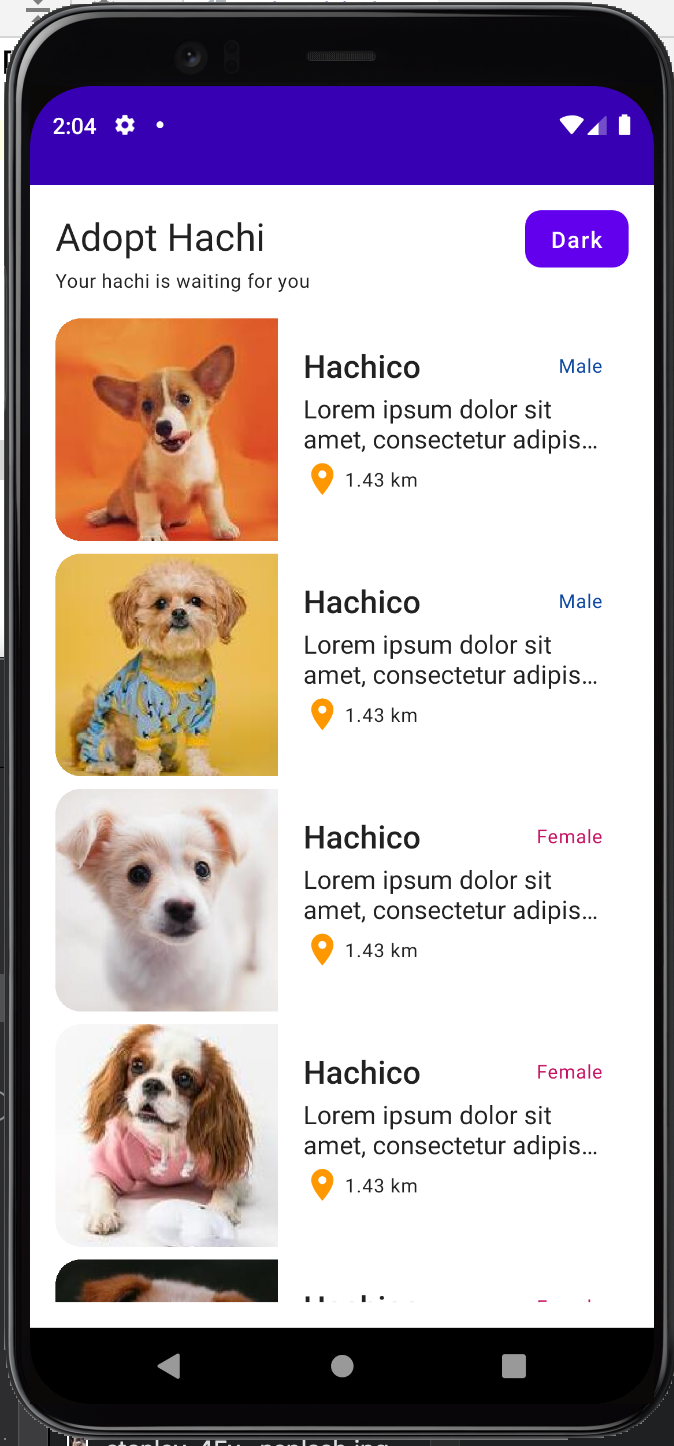 2:04
Adopt Hachi
Dark
Your hachi is waiting for you
Hachico
Male
Lorem ipsum dolor sit
amet, consectetur adipis…
1.43 km
Hachico
Male
Lorem ipsum dolor sit
amet, consectetur adipis…
1.43 km
Hachico
Female
Lorem ipsum dolor sit
amet, consectetur adipis…
1.43 km
Hachico
Female
Lorem ipsum dolor sit
amet, consectetur adipis…
1.43 km